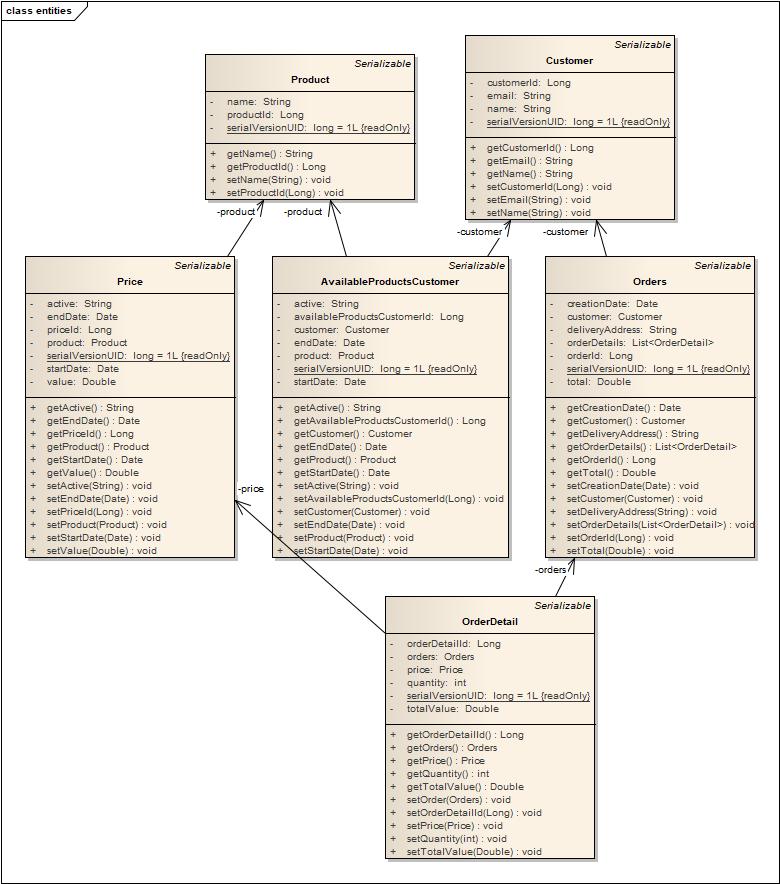 class entities
Serializable
Product
- name: String
- productId: Long
- serialVersionUID: long = 1L {readOnly}
+ getName() : String
+ getProductId() : Long
+ setName(String) : void
+ setProductId(Long) : void
Serializable
Customer
- customerId: Long
- email: String
- name: String
- serialVersionUID: long = 1L {readOnly}
+ getCustomerId() : Long
+ getEmail() : String
+ getName() : String
+ setCustomerId(Long) : void
+ setEmail(String) : void
+ setName(String) : void
-product
-product
-customer
-customer
Serializable
Price
- active: String
- endDate: Date
- priceId: Long
- product: Product
- serialVersionUID: long = 1L {readOnly}
- startDate: Date
- value: Double
+ getActive() : String
+ getEndDate() : Date
+ getPriceId() : Long
+ getProduct() : Product
+ getStartDate() : Date
+ getValue() : Double
+ setActive(String) : void
+ setEndDate(Date) : void
+ setPriceId(Long) : void
+ setProduct(Product) : void
+ setStartDate(Date) : void
+ setValue(Double) : void
Serializable
AvailableProductsCustomer
- active: String
- availableProductsCustomerId: Long
- customer: Customer
- endDate: Date
- product: Product
- serialVersionUID: long = 1L {readOnly}
- startDate: Date
+ getActive() : String
+ getAvailableProductsCustomerId() : Long
+ getCustomer() : Customer
+ getEndDate() : Date
+ getProduct() : Product
+ getStartDate() : Date
+ setActive(String) : void
+ setAvailableProductsCustomerId(Long) : void
+ setCustomer(Customer) : void
+ setEndDate(Date) : void
+ setProduct(Product) : void
+ setStartDate(Date) : void
Serializable
Orders
- creationDate: Date
- customer: Customer
- deliveryAddress: String
- orderDetails: List<OrderDetail>
- orderId: Long
- serialVersionUID: long = 1L {readOnly}
- total: Double
+ getCreationDate() : Date
+ getCustomer() : Customer
+ getDeliveryAddress() : String
+ getOrderDetails() : List<OrderDetail>
+ getOrderId() : Long
+ getTotal() : Double
+ setCreationDate(Date) : void
+ setCustomer(Customer) : void
+ setDeliveryAddress(String) : void
+ setOrderDetails(List<OrderDetail>) : void
+ setOrderId(Long) : void
+ setTotal(Double) : void
-price
-orders
Serializable
OrderDetail
- orderDetailId: Long
- orders: Orders
- price: Price
- quantity: int
- serialVersionUID: long = 1L {readOnly}
- totalValue: Double
+ getOrderDetailId() : Long
+ getOrders() : Orders
+ getPrice() : Price
+ getQuantity() : int
+ getTotalValue() : Double
+ setOrder(Orders) : void
+ setOrderDetailId(Long) : void
+ setPrice(Price) : void
+ setQuantity(int) : void
+ setTotalValue(Double) : void